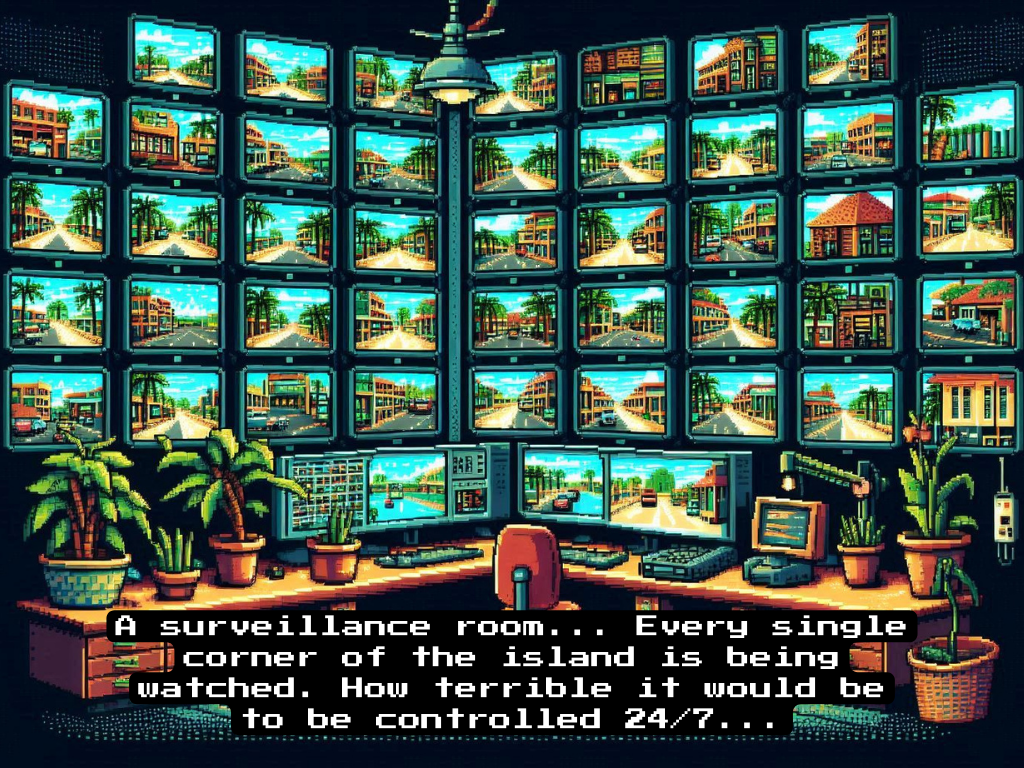 A surveillance room... Every single
corner of the island is being
watched. How terrible it would be
to be controlled 24/7...